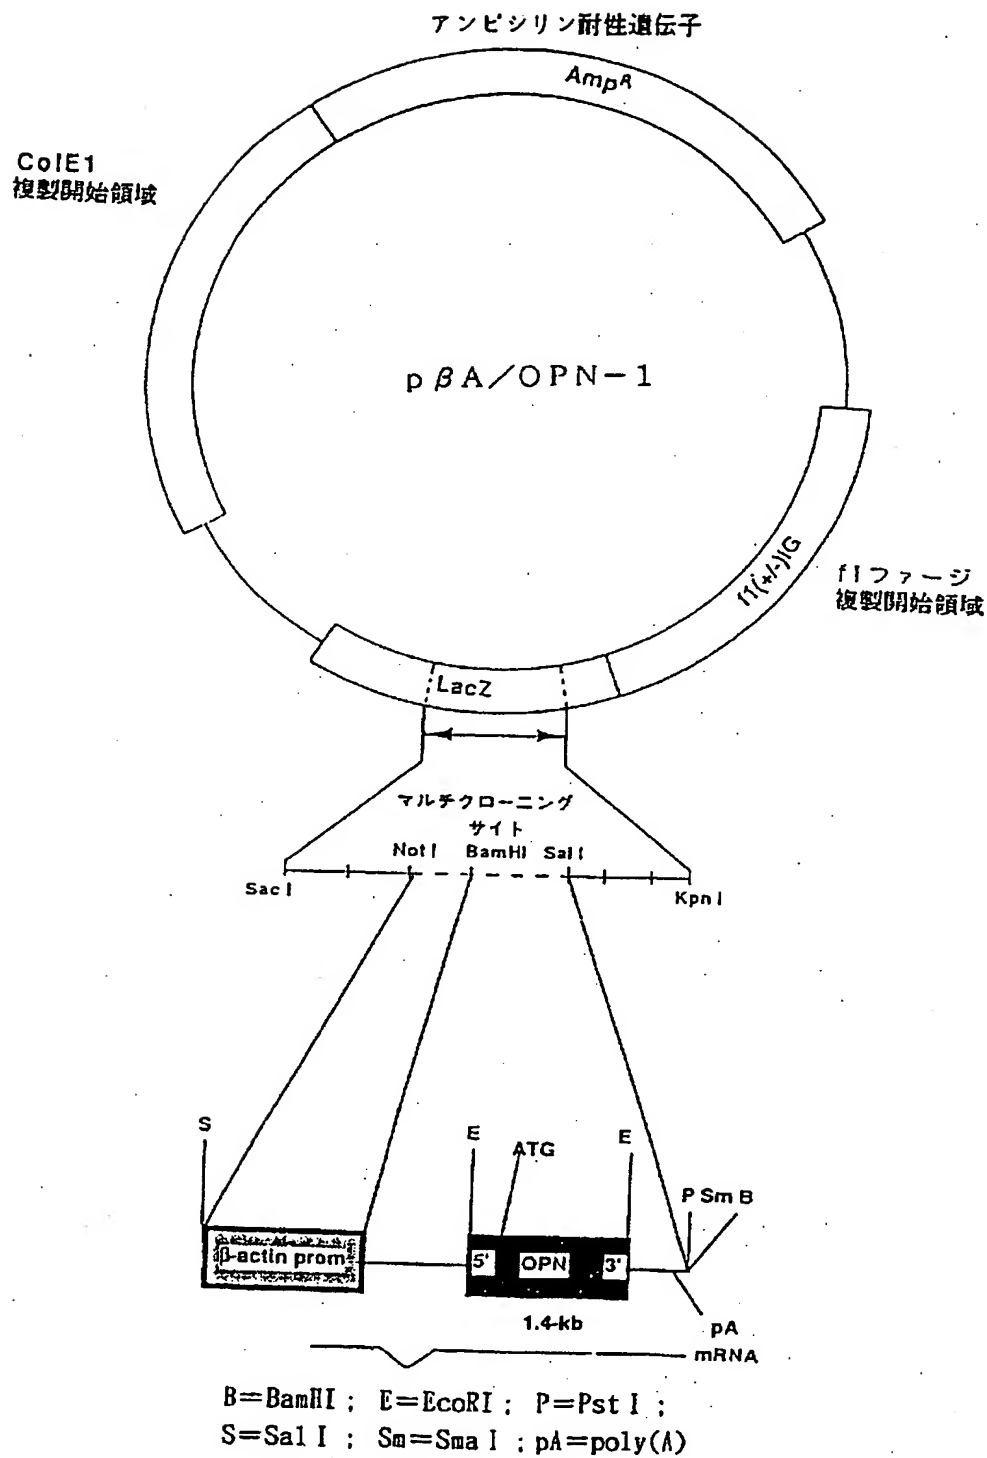 アンピシリン耐性遺伝子
AmpR
ColE1
複製開始領域
pβA/OPN-1
f1(+/-)IG
f1ファージ
複製開始領域
LacZ
マルチクローニング
サイト
NotI BamHI SalI
SacI
KpnI
S
E
ATG
E
P Sm B
β-actin prom
5'
OPN
3'
1.4-kb
pA
mRNA
B=BamHI; E=EcoRI; P=PstI;
S=SalI; Sm=SmaI; pA=poly(A)